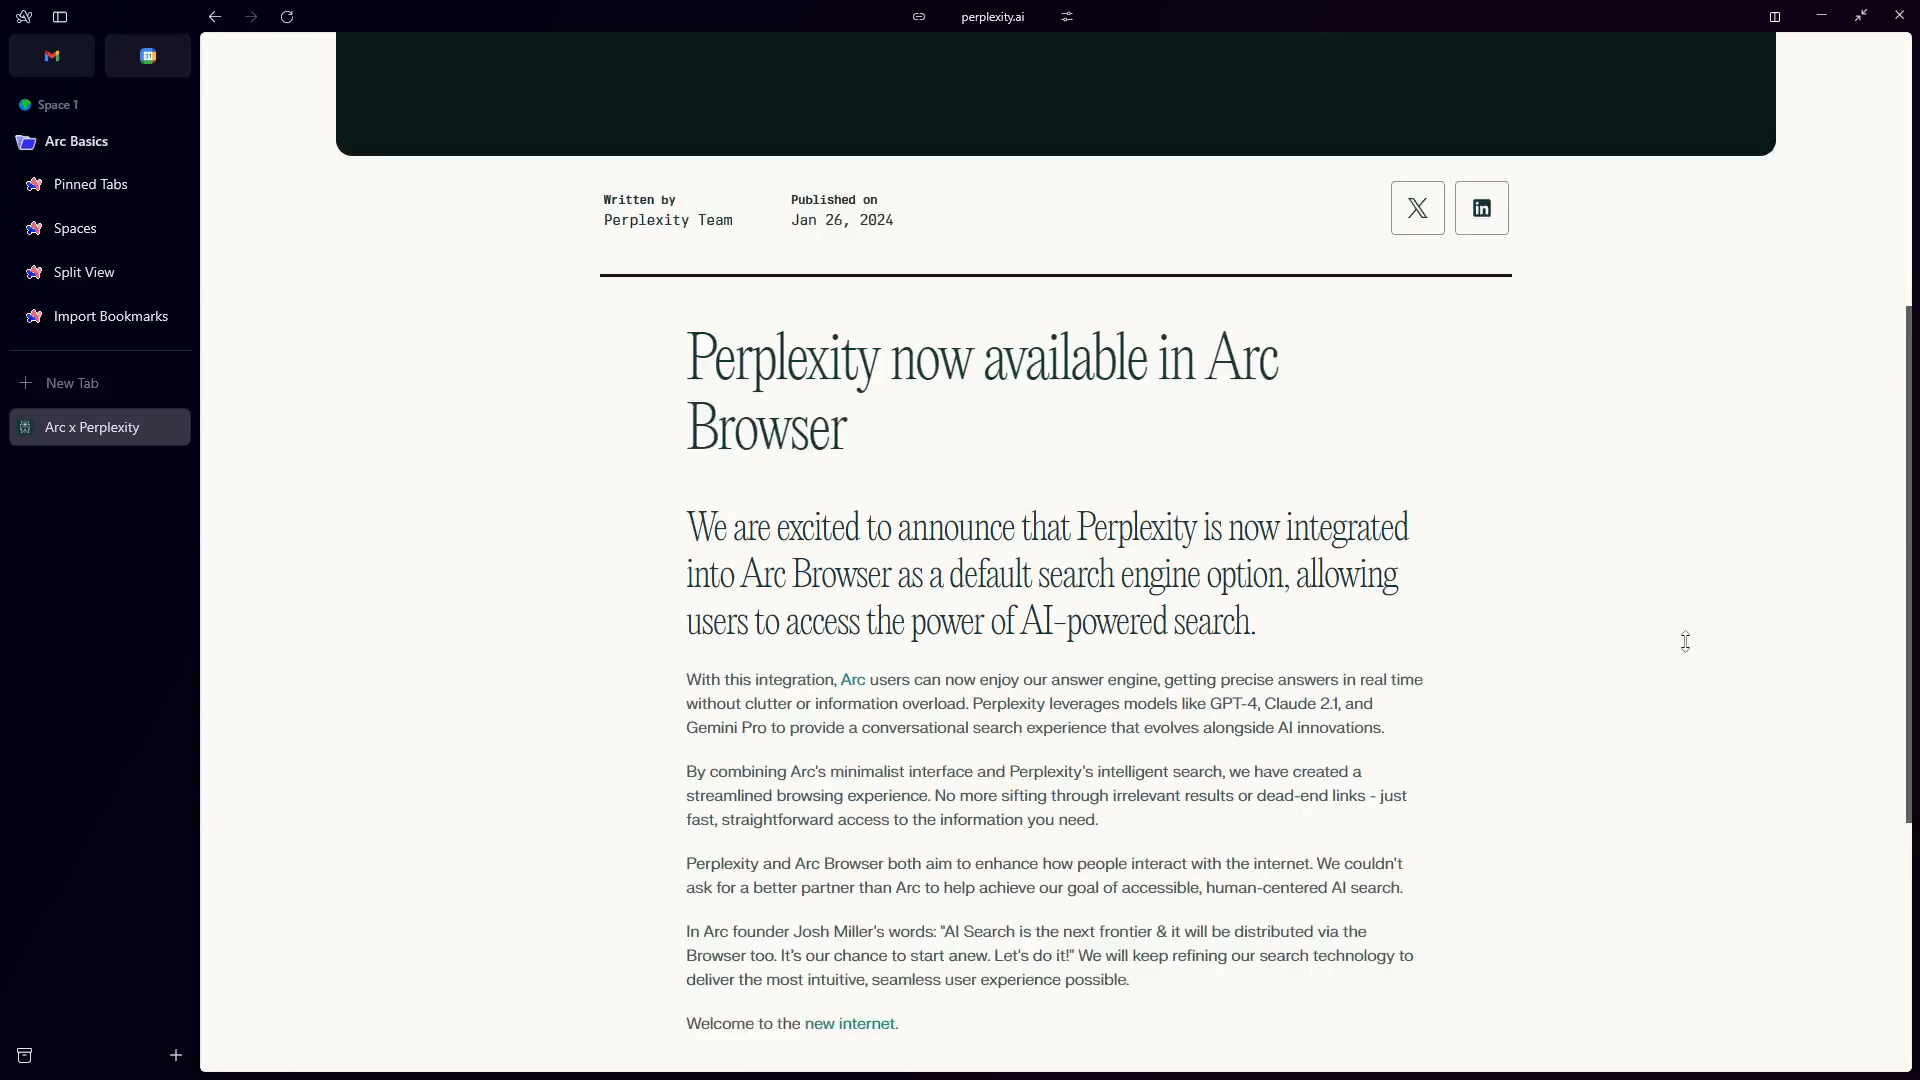 perplexity.ai
Space 1
Arc Basics
Pinned Tabs
Spaces
Split View
Import Bookmarks
New Tab
Arc x Perplexity
Written by
Perplexity Team
Published on
Jan 26, 2024
Perplexity now available in Arc
Browser
We are excited to announce that Perplexity is now integrated
into Arc Browser as a default search engine option, allowing
users to access the power of AI-powered search.
With this integration, Arc users can now enjoy our answer engine, getting precise answers in real time
without clutter or information overload. Perplexity leverages models like GPT-4, Claude 2.1, and
Gemini Pro to provide a conversational search experience that evolves alongside AI innovations.
By combining Arc's minimalist interface and Perplexity's intelligent search, we have created a
streamlined browsing experience. No more sifting through irrelevant results or dead-end links - just
fast, straightforward access to the information you need.
Perplexity and Arc Browser both aim to enhance how people interact with the internet. We couldn't
ask for a better partner than Arc to help achieve our goal of accessible, human-centered AI search.
In Arc founder Josh Miller's words: "AI Search is the next frontier & it will be distributed via the
Browser too. It's our chance to start anew. Let's do it!" We will keep refining our search technology to
deliver the most intuitive, seamless user experience possible.
Welcome to the new internet.